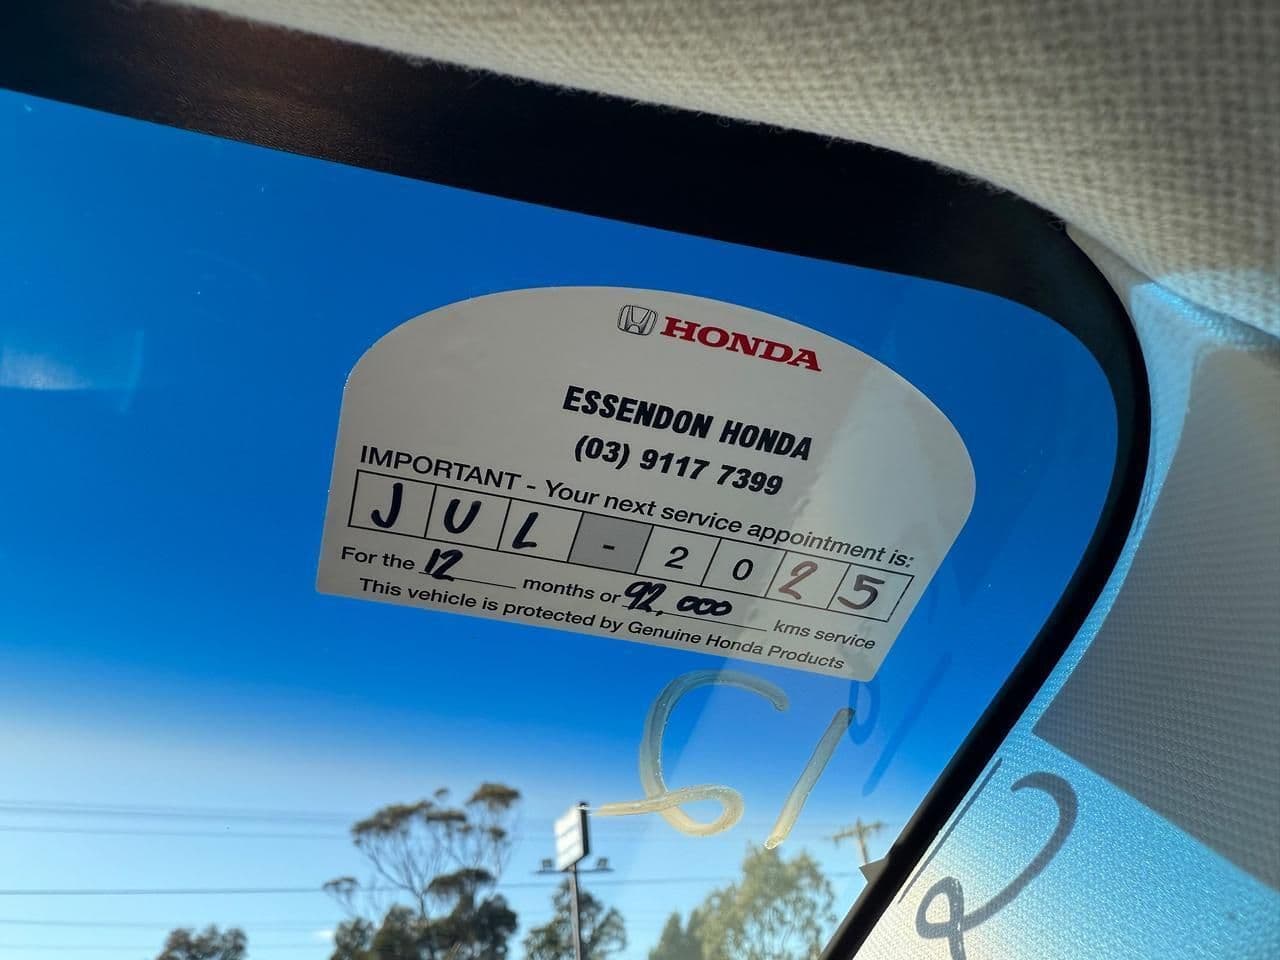 HONDA
ESSENDON HONDA
(03) 9117 7399
IMPORTANT - Your next service appointment is:
JUL-2025
For the 12 months or 92,000 kms service
This vehicle is protected by Genuine Honda Products